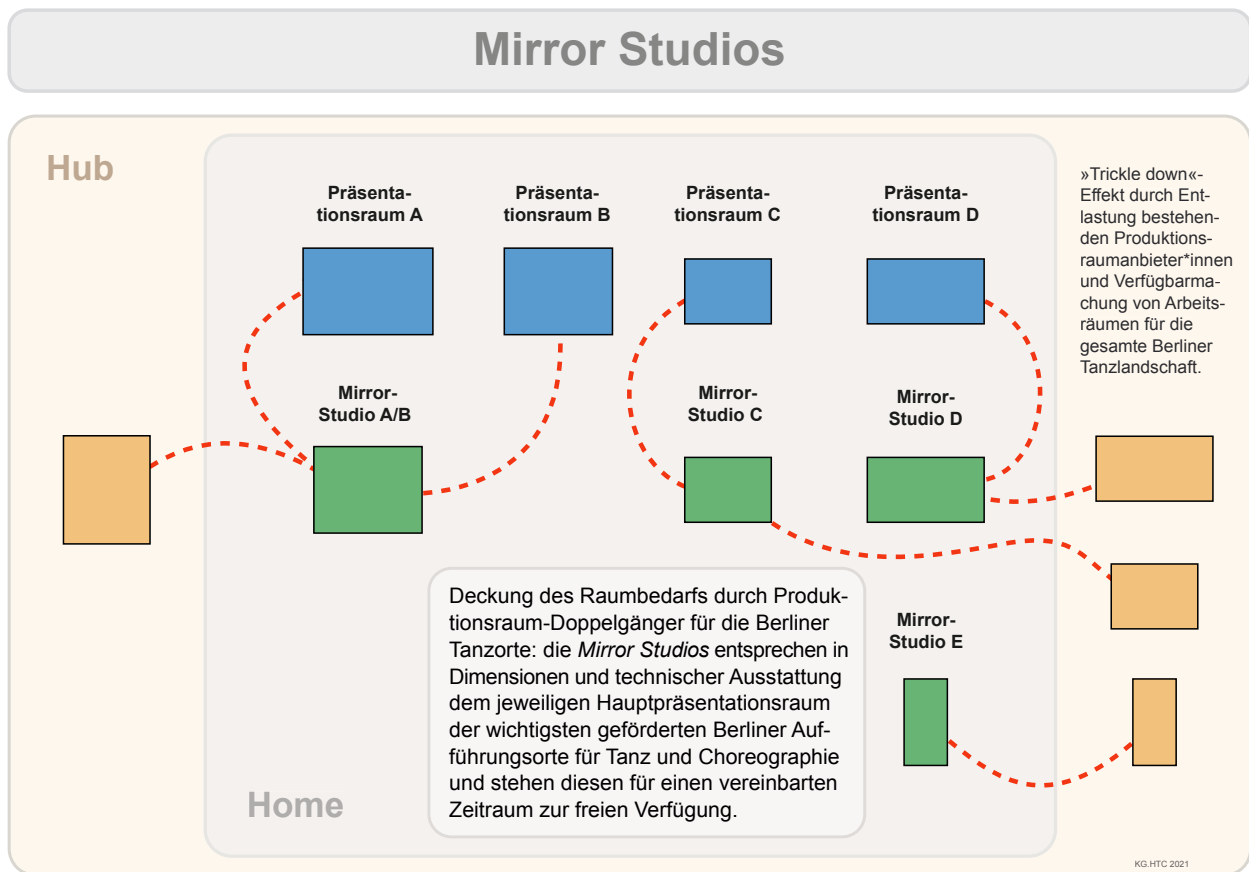 Mirror Studios
Hub
Präsenta-
tionsraum A
Präsenta-
tionsraum B
Präsenta-
tionsraum C
Präsenta-
tionsraum D
»Trickle down«-
Effekt durch Ent-
lastung bestehen-
den Produktions-
raumanbieter*innen
und Verfügbarma-
chung von Arbeits-
räumen für die
gesamte Berliner
Tanzlandschaft.
Mirror-
Studio A/B
Mirror-
Studio C
Mirror-
Studio D
Deckung des Raumbedarfs durch Produk-
tionsraum-Doppelgänger für die Berliner
Tanzorte: die Mirror Studios entsprechen in
Dimensionen und technischer Ausstattung
dem jeweiligen Hauptpräsentationsraum
der wichtigsten geförderten Berliner Auf-
führungsorte für Tanz und Choreographie
und stehen diesen für einen vereinbarten
Zeitraum zur freien Verfügung.
Mirror-
Studio E
Home
KG.HTC 2021